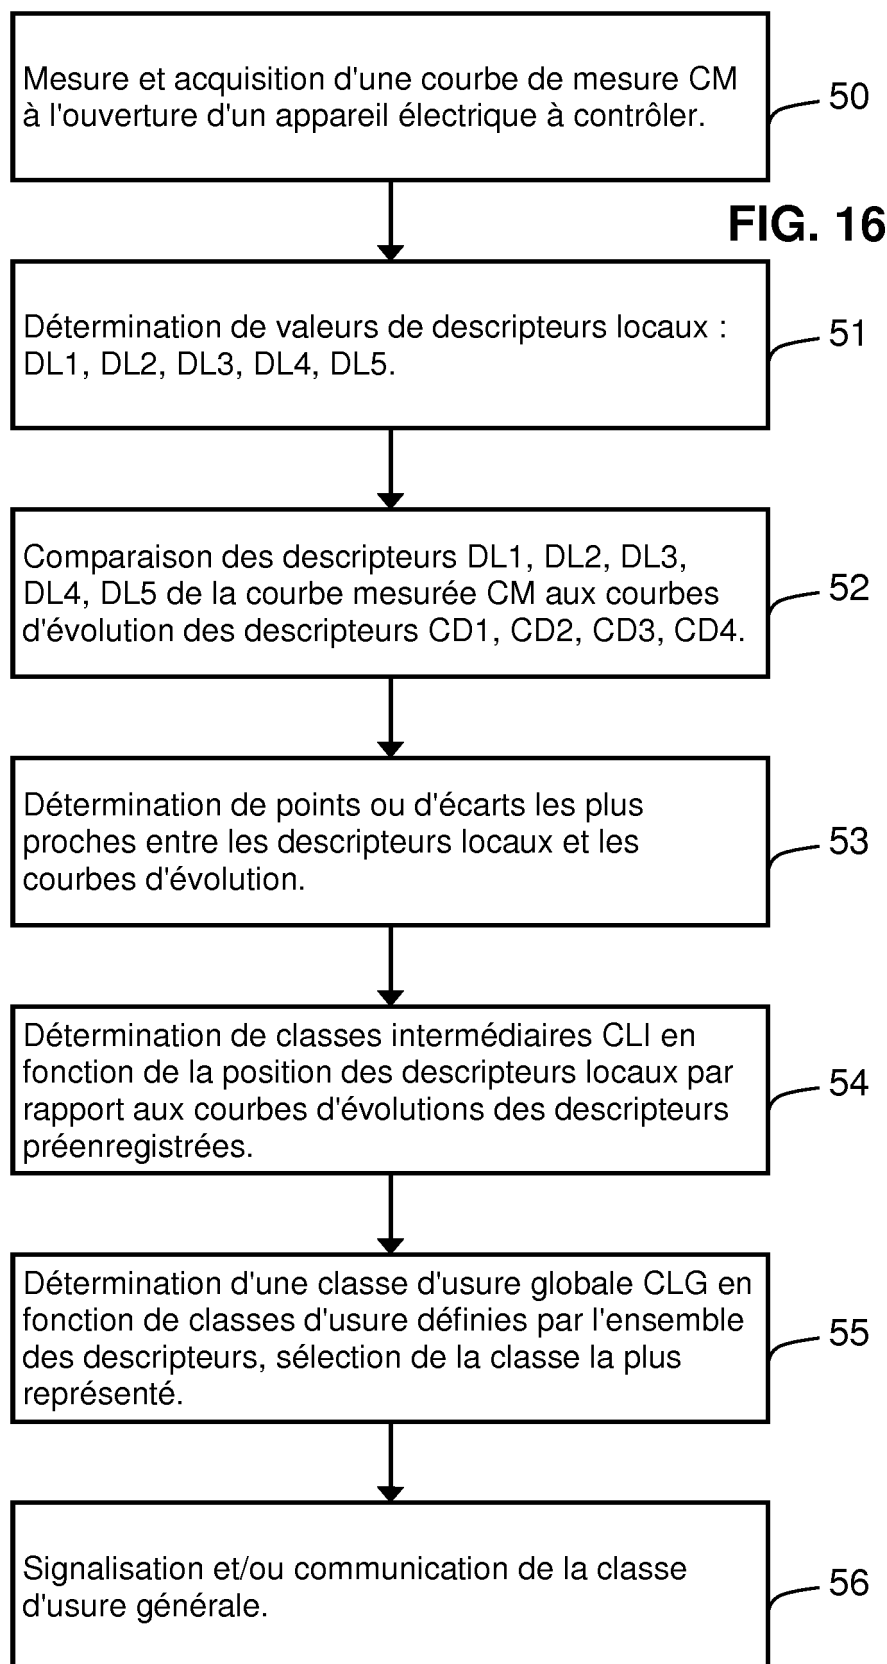 Mesure et acquisition d'une courbe de mesure CM
à l'ouverture d'un appareil électrique à contrôler.
50
FIG. 16
Détermination de valeurs de descripteurs locaux :
DL1, DL2, DL3, DL4, DL5.
51
Comparaison des descripteurs DL1, DL2, DL3,
DL4, DL5 de la courbe mesurée CM aux courbes
d'évolution des descripteurs CD1, CD2, CD3, CD4.
52
Détermination de points ou d'écarts les plus
proches entre les descripteurs locaux et les
courbes d'évolution.
53
Détermination de classes intermédiaires CLI en
fonction de la position des descripteurs locaux par
rapport aux courbes d'évolutions des descripteurs
préenregistrées.
54
Détermination d'une classe d'usure globale CLG en
fonction de classes d'usure définies par l'ensemble
des descripteurs, sélection de la classe la plus
représenté.
55
Signalisation et/ou communication de la classe
d'usure générale.
56